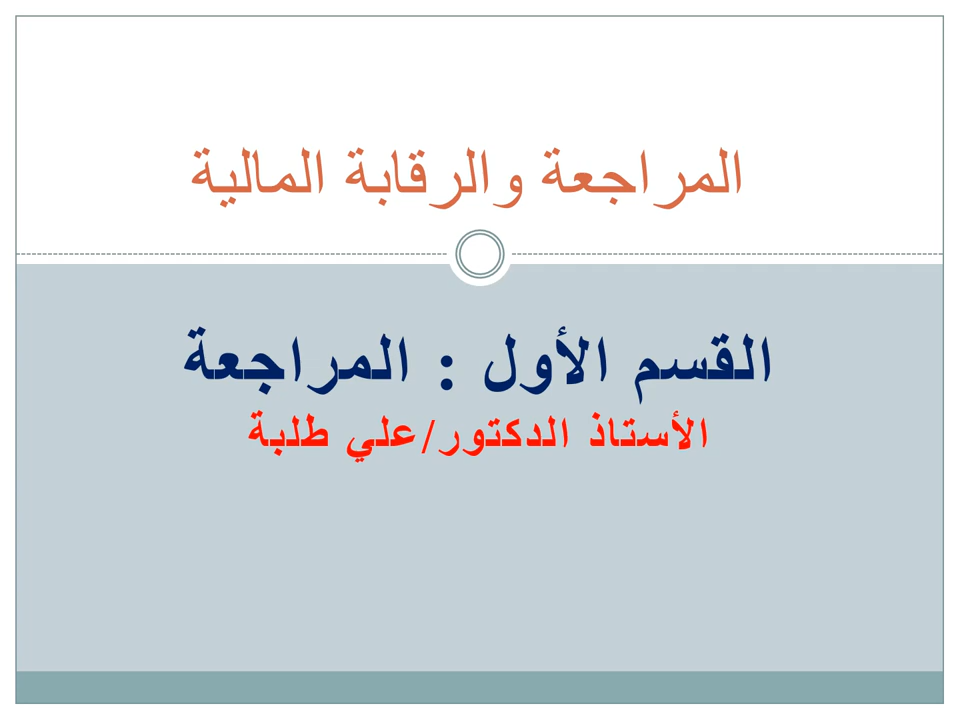 المراجعة والرقابة المالية
القسم الأول : المراجعة
الأستاذ الدكتور/علي طلبة